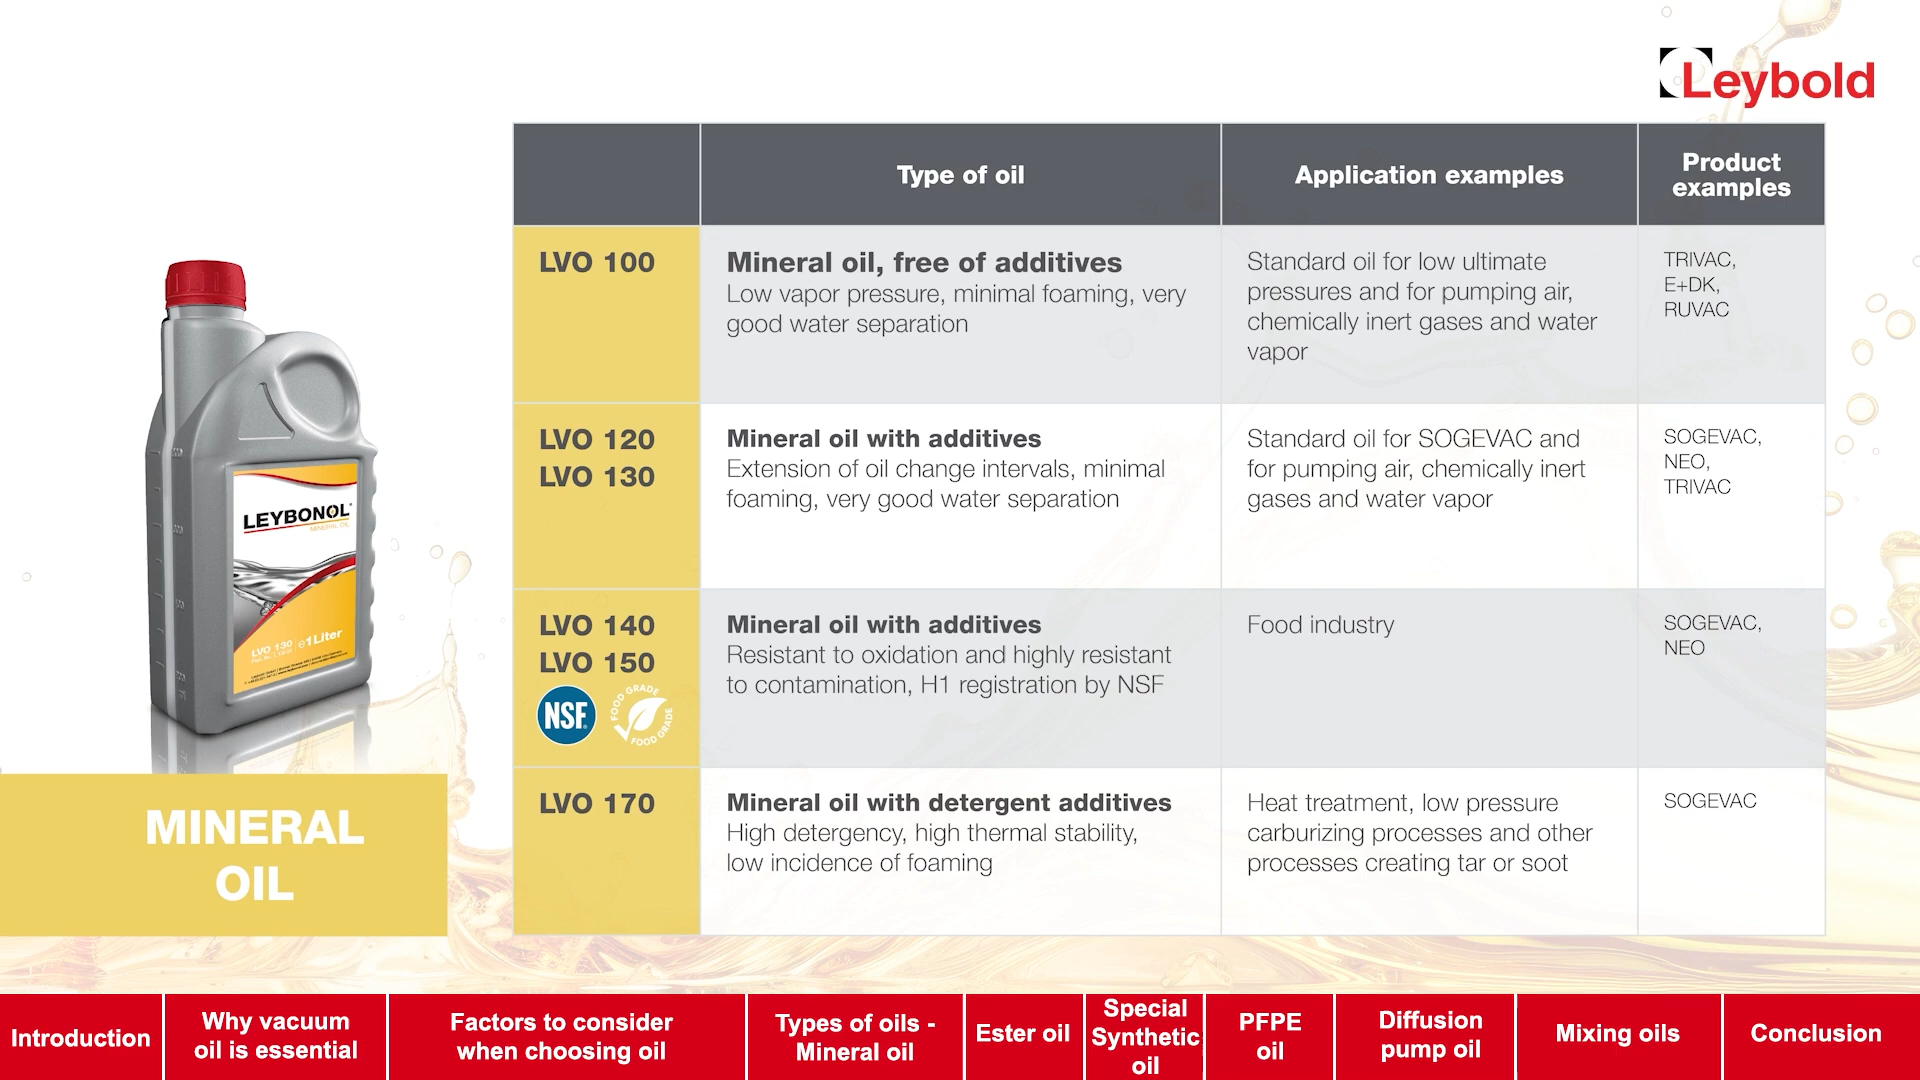 Leybold
Type of oil
Application examples
Product
examples
LVO 100
Mineral oil, free of additives
Low vapor pressure, minimal foaming, very
good water separation
Standard oil for low ultimate
pressures and for pumping air,
chemically inert gases and water
vapor
TRIVAC,
E+DK,
RUVAC
LVO 120
LVO 130
Mineral oil with additives
Extension of oil change intervals, minimal
foaming, very good water separation
Standard oil for SOGEVAC and
for pumping air, chemically inert
gases and water vapor
SOGEVAC,
NEO,
TRIVAC
LVO 140
LVO 150
NSF
FOOD GRADE
FOOD GRADE
Mineral oil with additives
Resistant to oxidation and highly resistant
to contamination, H1 registration by NSF
Food industry
SOGEVAC,
NEO
LVO 170
Mineral oil with detergent additives
High detergency, high thermal stability,
low incidence of foaming
Heat treatment, low pressure
carburizing processes and other
processes creating tar or soot
SOGEVAC
LEYBONOL
MINERAL OIL
LVO 130 e1 Liter
MINERAL
OIL
Introduction
Why vacuum
oil is essential
Factors to consider
when choosing oil
Types of oils -
Mineral oil
Ester oil
Special
Synthetic
oil
PFPE
oil
Diffusion
pump oil
Mixing oils
Conclusion